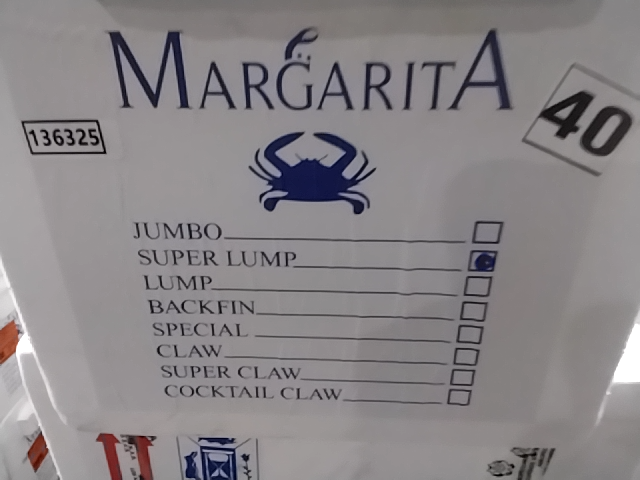 MARGARITA
40
136325
JUMBO
SUPER LUMP
LUMP
BACKFIN
SPECIAL
CLAW
SUPER CLAW
COCKTAIL CLAW